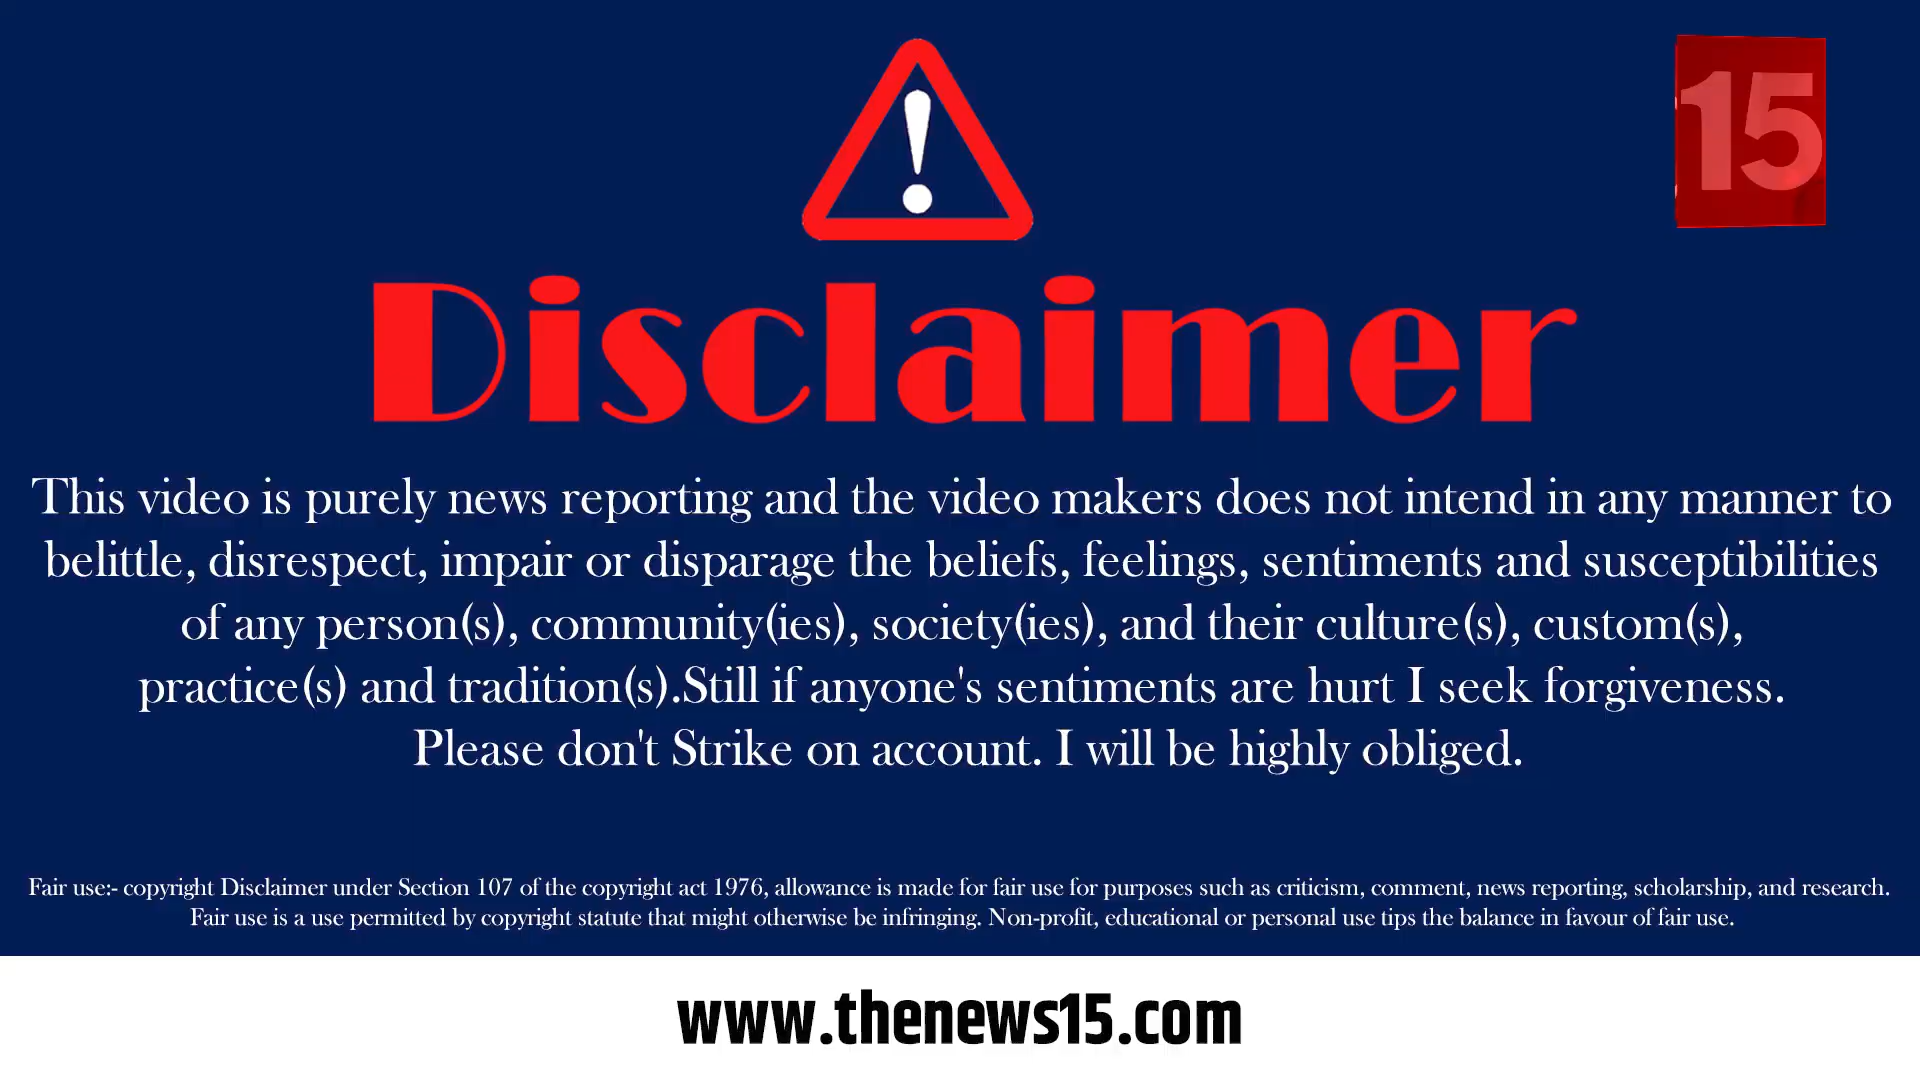 15
Disclaimer
This video is purely news reporting and the video makers does not intend in any manner to
belittle, disrespect, impair or disparage the beliefs, feelings, sentiments and susceptibilities
of any person(s), community(ies), society(ies), and their culture(s), custom(s),
practice(s) and tradition(s).Still if anyone's sentiments are hurt I seek forgiveness.
Please don't Strike on account. I will be highly obliged.
Fair use:- copyright Disclaimer under Section 107 of the copyright act 1976, allowance is made for fair use for purposes such as criticism, comment, news reporting, scholarship, and research.
Fair use is a use permitted by copyright statute that might otherwise be infringing. Non-profit, educational or personal use tips the balance in favour of fair use.
www.thenews15.com